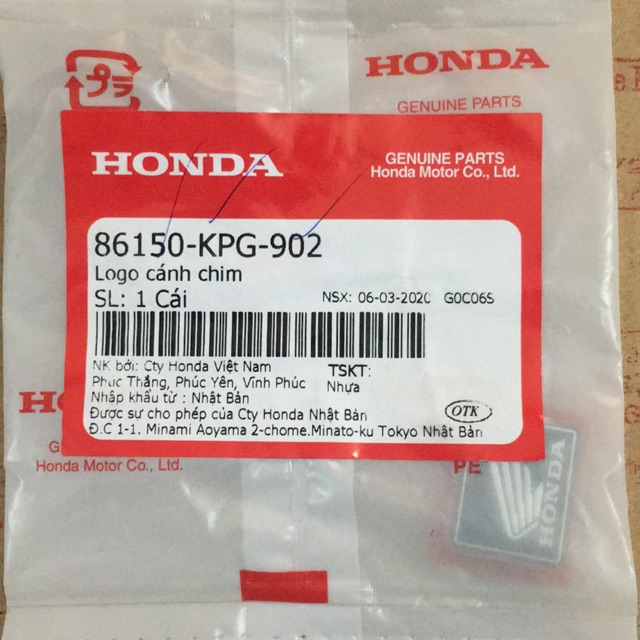 プラ
HONDA
GENUINE PARTS
HONDA
GENUINE PARTS
Honda Motor Co., Ltd.
86150-KPG-902
Logo cánh chim
SL: 1 Cái
NSX: 06-03-2020 G0C06S
NK bởi: Cty Honda Việt Nam
TSKT:
Phúc Thắng, Phúc Yên, Vĩnh Phúc
Nhựa
Nhập khẩu từ : Nhật Bản
Được sự cho phép của Cty Honda Nhật Bản
OTK
Đ.C 1-1. Minami Aoyama 2-chome.Minato-ku Tokyo Nhật Bản
Honda Motor Co., Ltd.
PE
HONDA